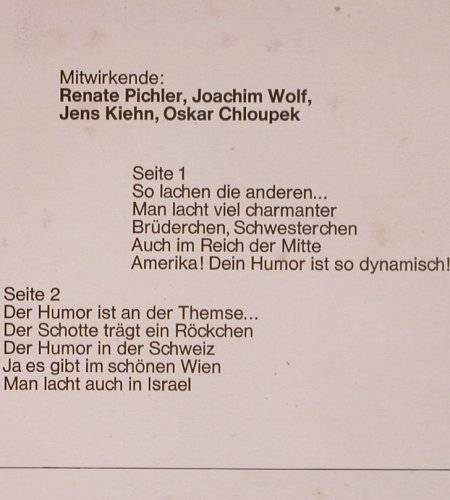 Mitwirkende:
Renate Pichler, Joachim Wolf,
Jens Kiehn, Oskar Chloupek
Seite 1
So lachen die anderen...
Man lacht viel charmanter
Brüderchen, Schwesterchen
Auch im Reich der Mitte
Amerika! Dein Humor ist so dynamisch!
Seite 2
Der Humor ist an der Themse...
Der Schotte trägt ein Röckchen
Der Humor in der Schweiz
Ja es gibt im schönen Wien
Man lacht auch in Israel